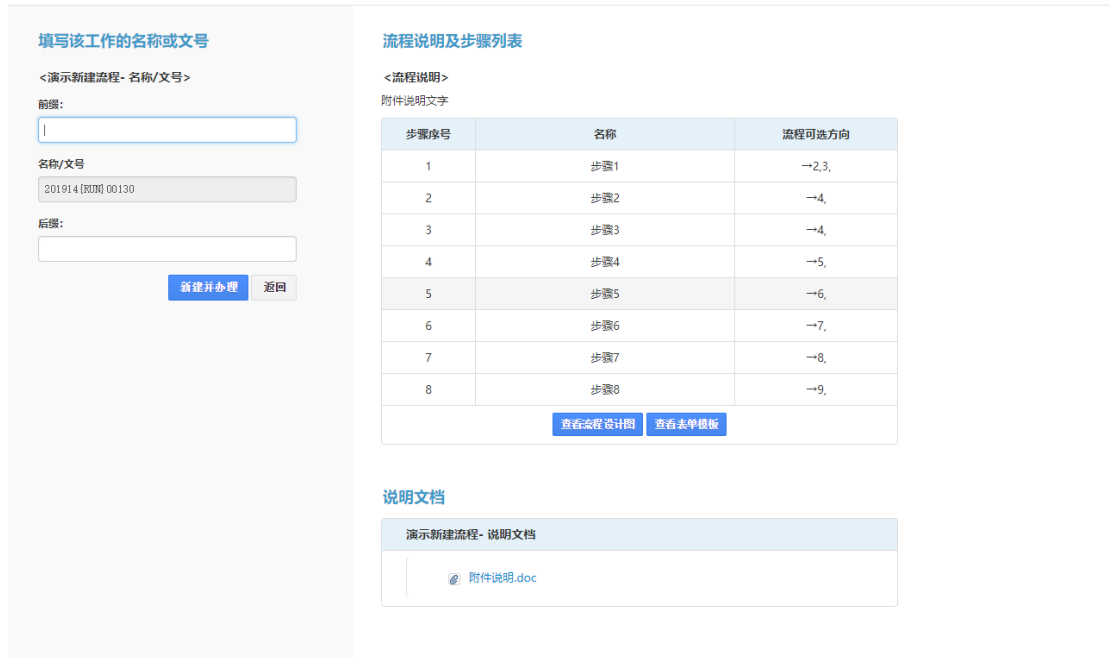 填写该工作的名称或文号
<演示新建流程- 名称/文号>
前缀:
名称/文号
201914{RUN}00130
后缀:
新建并办理 返回
流程说明及步骤列表
<流程说明>
附件说明文字
步骤序号 名称 流程可选方向
1 步骤1 →2,3,
2 步骤2 →4,
3 步骤3 →4,
4 步骤4 →5,
5 步骤5 →6,
6 步骤6 →7,
7 步骤7 →8,
8 步骤8 →9,
查看流程设计图 查看表单模板
说明文档
演示新建流程- 说明文档
附件说明.doc